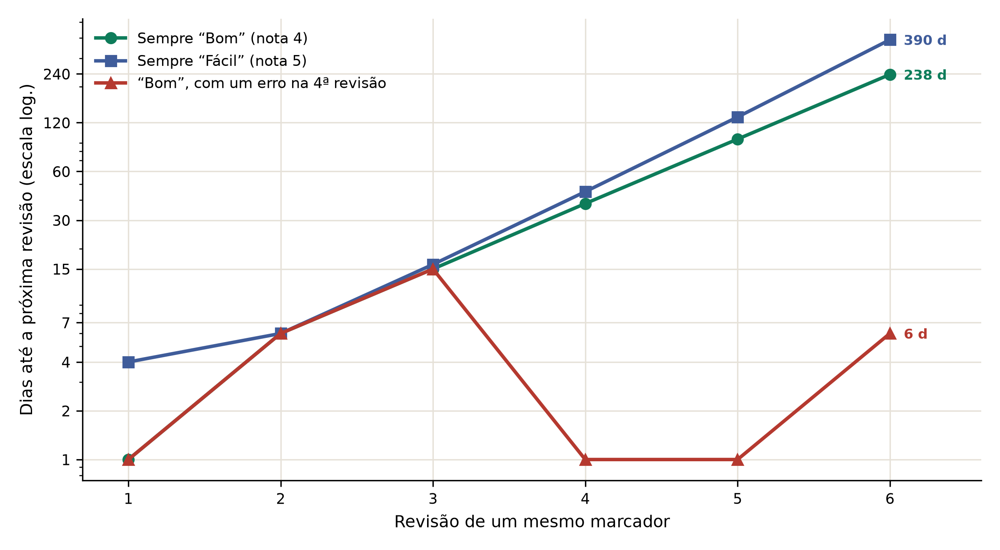 Sempre “Bom” (nota 4)
Sempre “Fácil” (nota 5)
“Bom”, com um erro na 4ª revisão
390 d
238 d
6 d
Dias até a próxima revisão (escala log.)
240
120
60
30
15
7
4
2
1
1 2 3 4 5 6
Revisão de um mesmo marcador